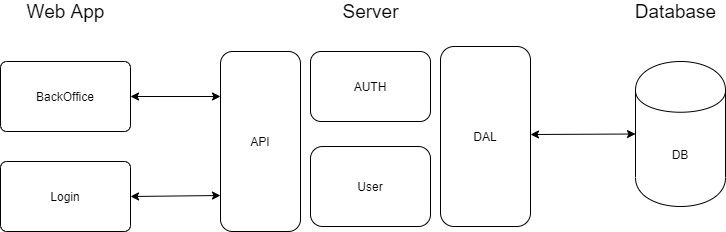 Web App
Server
Database
BackOffice
Login
API
AUTH
User
DAL
DB